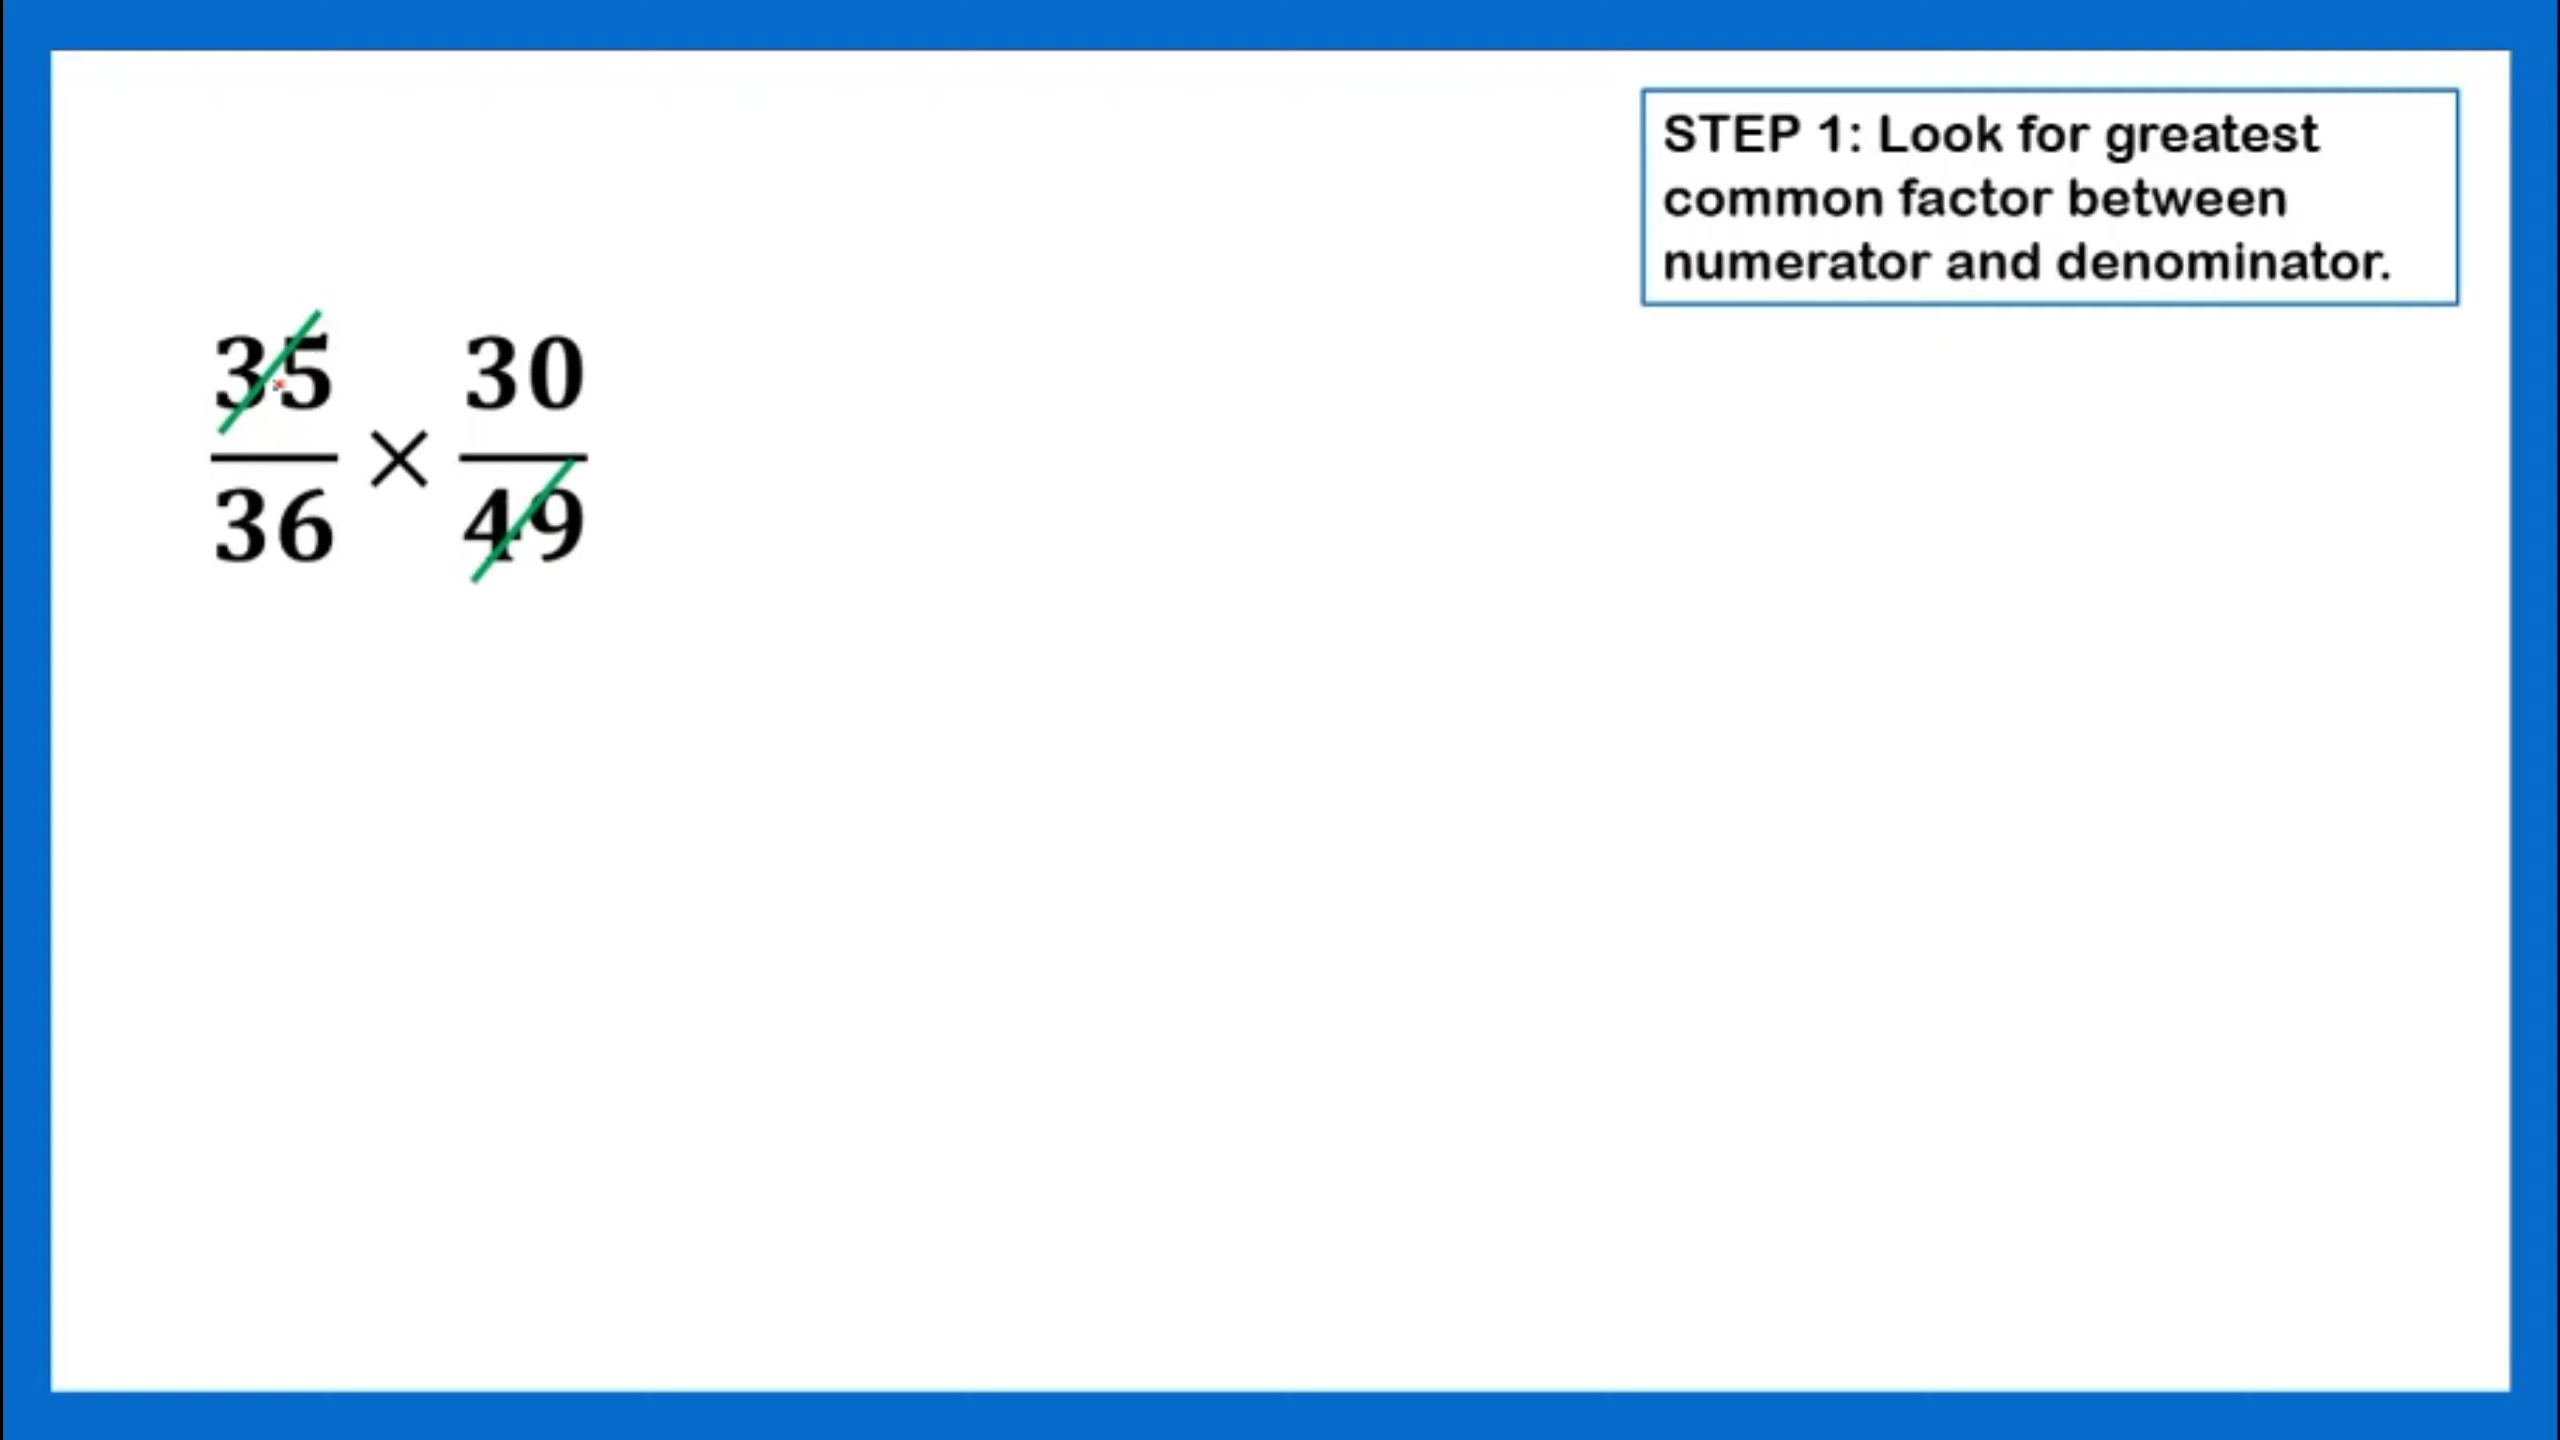 STEP 1: Look for greatest
common factor between
numerator and denominator.
35 30
×
36 49